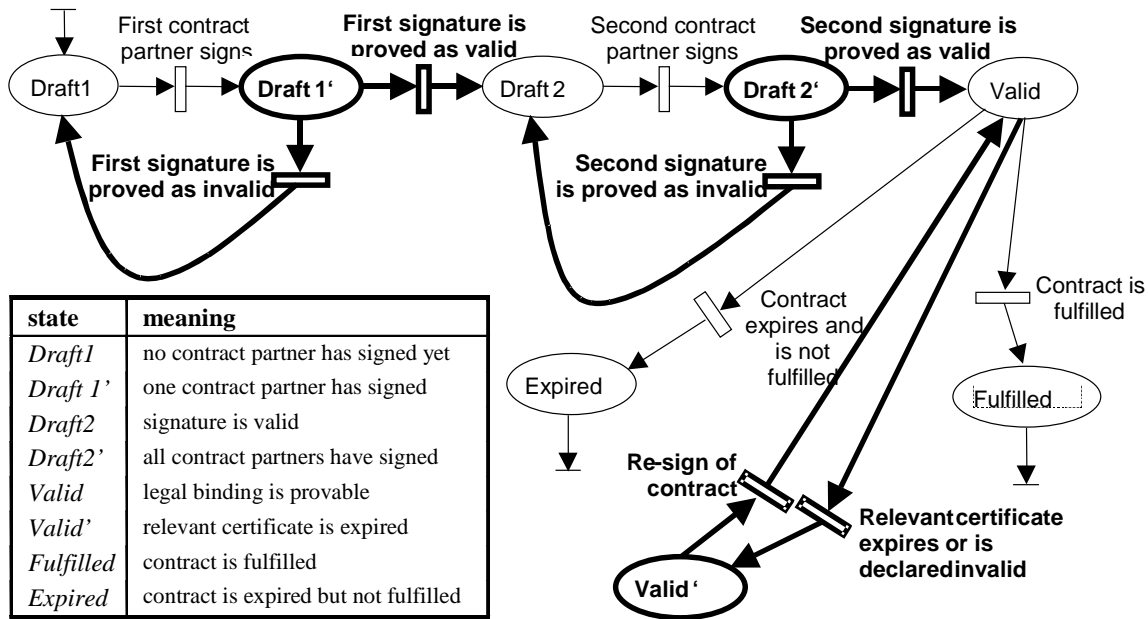 First contract
partner signs
First signature is
proved as valid
Second contract
partner signs
Second signature is
proved as valid
Draft1
Draft 1‘
Draft 2
Draft 2‘
Valid
First signature is
proved as invalid
Second signature
is proved as invalid
Contract
expires and
is not
fulfilled
Contract is
fulfilled
Expired
Fulfilled
Re-sign of
contract
Relevant certificate
expires or is
declared invalid
Valid ‘
state meaning
Draft1 no contract partner has signed yet
Draft 1’ one contract partner has signed
Draft2 signature is valid
Draft2’ all contract partners have signed
Valid legal binding is provable
Valid’ relevant certificate is expired
Fulfilled contract is fulfilled
Expired contract is expired but not fulfilled